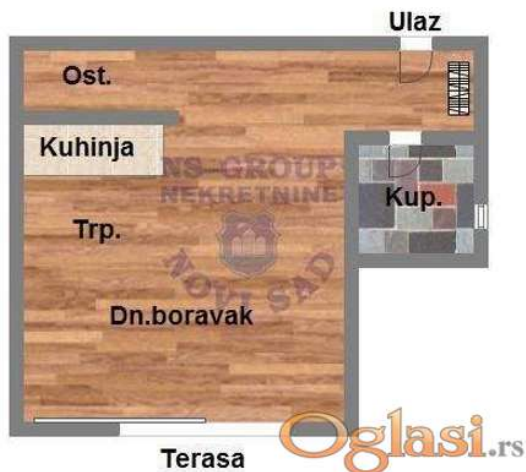 Ulaz
Ost.
Kuhinja
NS-GROUP
NEKRETNINE
Kup.
Trp.
NOVI SAD
Dn.boravak
Oglasi.rs
Terasa